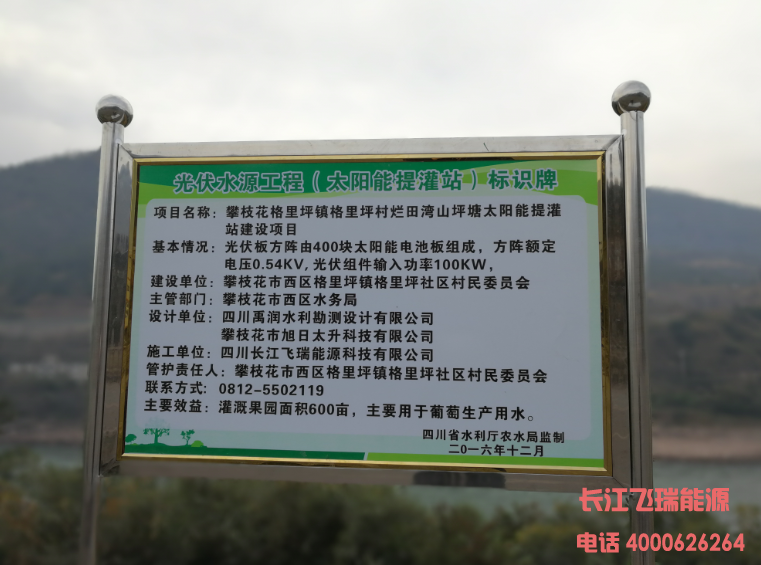 光伏水源工程(太阳能提灌站)标识牌
项目名称: 攀枝花格里坪镇格里坪村烂田湾山坪塘太阳能提灌
站建设项目
基本情况: 光伏板方阵由400块太阳能电池板组成, 方阵额定
电压0.54KV, 光伏组件输入功率100KW,
建设单位: 攀枝花市西区格里坪镇格里坪社区村民委员会
主管部门: 攀枝花市西区水务局
设计单位: 四川禹润水利勘测设计有限公司
攀枝花市旭日太升科技有限公司
施工单位: 四川长江飞瑞能源科技有限公司
管护责任人: 攀枝花市西区格里坪镇格里坪社区村民委员会
联系方式: 0812-5502119
主要效益: 灌溉果园面积600亩, 主要用于葡萄生产用水。
四川省水利厅农水局监制
二〇一六年十二月
长江飞瑞能源
电话 4000626264